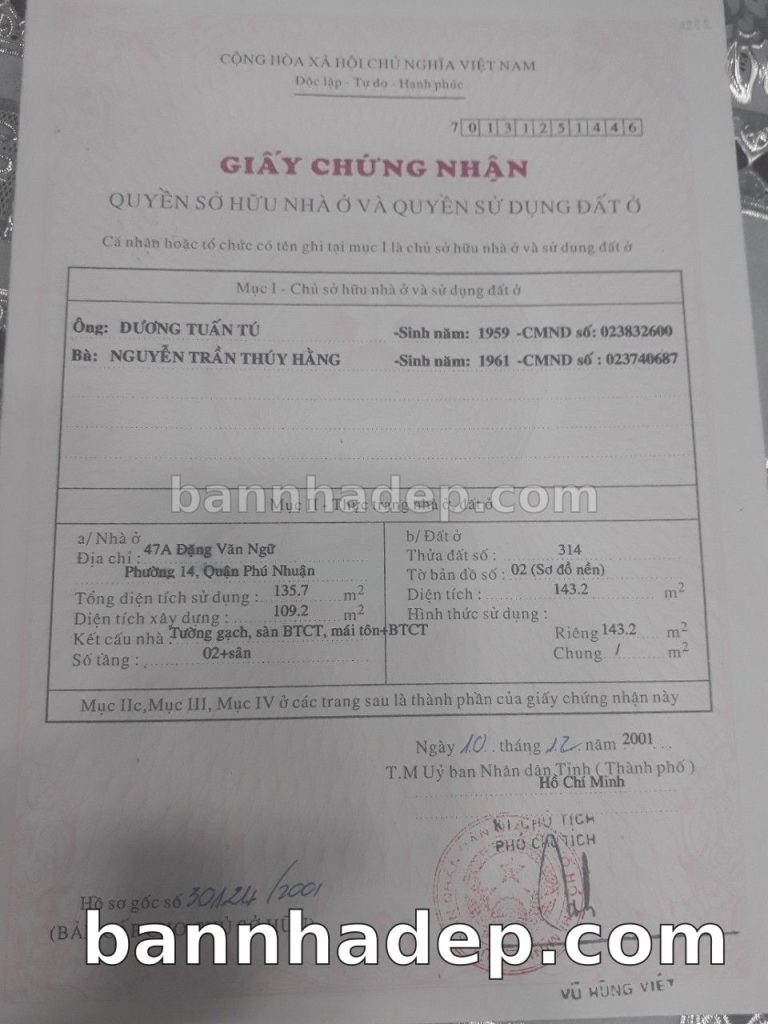 CỘNG HÒA XÃ HỘI CHỦ NGHĨA VIỆT NAM
Độc lập - Tự do - Hạnh phúc
7 0 1 3 1 2 5 1 4 4 6
GIẤY CHỨNG NHẬN
QUYỀN SỞ HỮU NHÀ Ở VÀ QUYỀN SỬ DỤNG ĐẤT Ở
Cá nhân hoặc tổ chức có tên ghi tại mục I là chủ sở hữu nhà ở và sử dụng đất ở
Mục I - Chủ sở hữu nhà ở và sử dụng đất ở
Ông: DƯƠNG TUẤN TÚ -Sinh năm: 1959 -CMND số: 023832600
Bà: NGUYỄN TRẦN THÚY HẰNG -Sinh năm: 1961 -CMND số : 023740687
bannhadep.com
Mục II - Thực trạng nhà ở, đất ở
a/ Nhà ở
Địa chỉ : 47A Đặng Văn Ngữ
Phường 14, Quận Phú Nhuận
Tổng diện tích sử dụng : 135.7 m2
Diện tích xây dựng : 109.2 m2
Kết cấu nhà : Tường gạch, sàn BTCT, mái tôn+BTCT
Số tầng : 02+sân
b/ Đất ở
Thửa đất số : 314
Tờ bản đồ số : 02 (Sơ đồ nền)
Diện tích : 143.2 m2
Hình thức sử dụng :
Riêng 143.2 m2
Chung / m2
Mục IIc,Mục III, Mục IV ở các trang sau là thành phần của giấy chứng nhận này
Ngày 10 tháng 12 năm 2001
T.M Uỷ ban Nhân dân Tỉnh ( Thành phố )
Hồ Chí Minh
KT. CHỦ TỊCH
PHÓ CHỦ TỊCH
Hồ sơ gốc số 30124/2001
bannhadep.com
VŨ HÙNG VIỆT